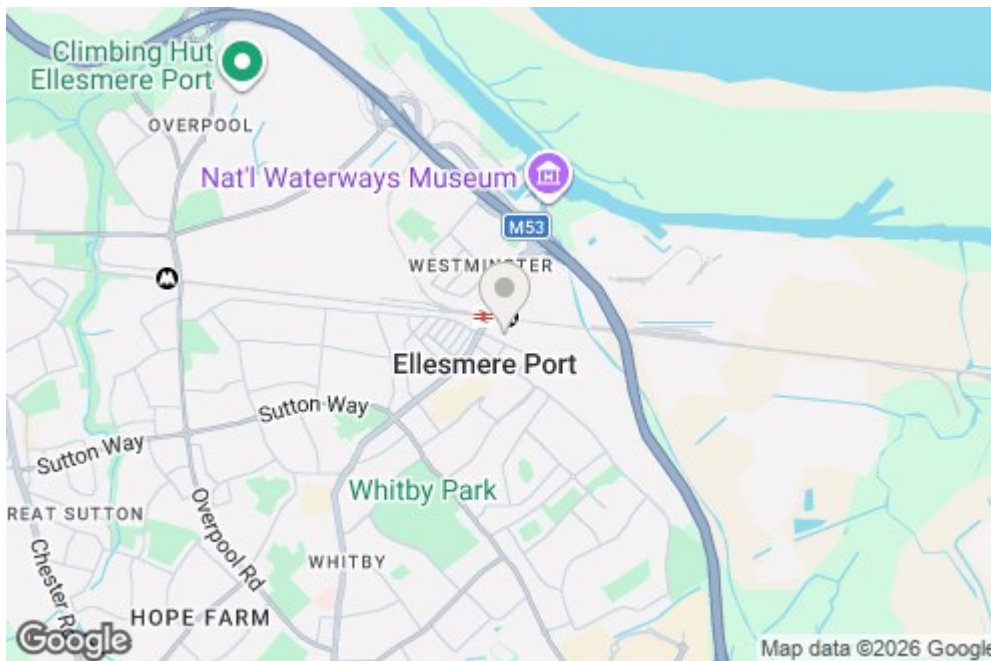 Climbing Hut
Ellesmere Port
OVERPOOL
Nat'l Waterways Museum
M53
WESTMINSTER
Ellesmere Port
Sutton Way
Sutton Way
Whitby Park
REAT SUTTON
Overpool Rd
WHITBY
Chester Rd
HOPE FARM
Google
Map data ©2026 Google